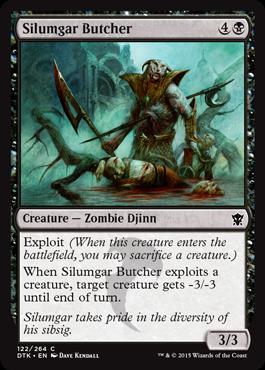 Silumgar Butcher 4
Creature — Zombie Djinn
Exploit (When this creature enters the
battlefield, you may sacrifice a creature.)
When Silumgar Butcher exploits a
creature, target creature gets -3/-3
until end of turn.
Silumgar takes pride in the diversity of
his sibsig.
3/3
122/264 C
DTK • EN Dave Kendall ™ & © 2015 Wizards of the Coast